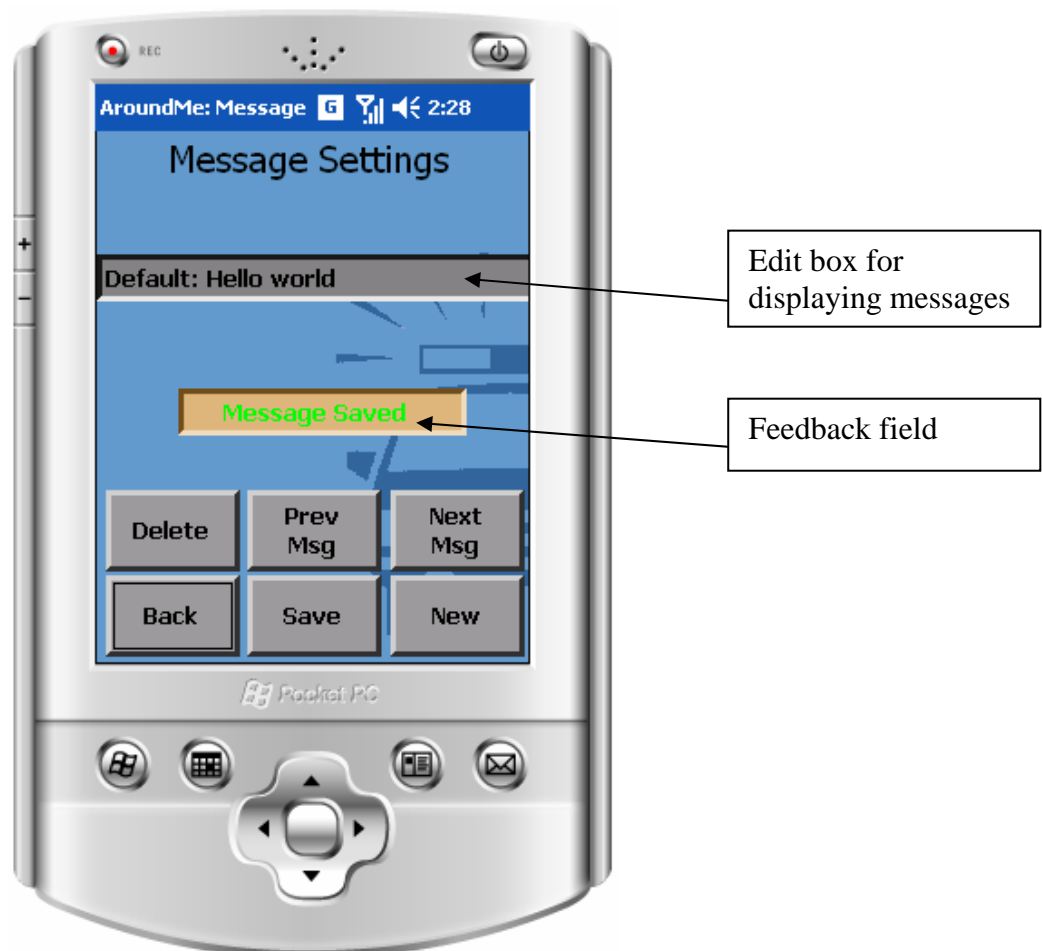 REC
AroundMe: Message G 2:28
Message Settings
+
Default: Hello world
-
Edit box for
displaying messages
Message Saved
Feedback field
Delete
Prev
Msg
Next
Msg
Back
Save
New
Pocket PC